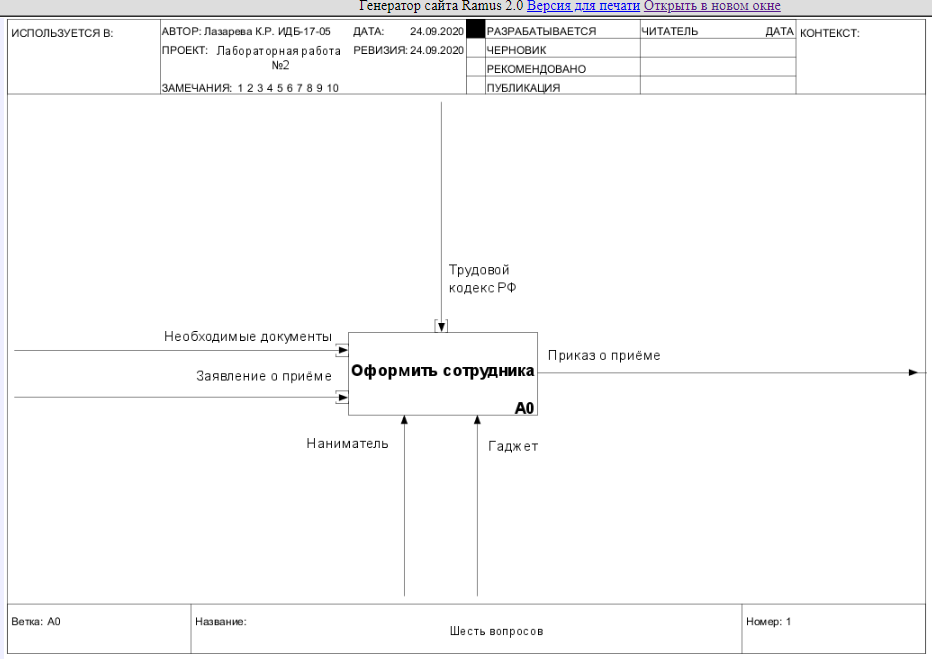 Генератор сайта Ramus 2.0 Версия для печати Открыть в новом окне
ИСПОЛЬЗУЕТСЯ В:
АВТОР: Лазарева К.Р. ИДБ-17-05
ДАТА: 24.09.2020
ПРОЕКТ: Лабораторная работа
№2
РЕВИЗИЯ: 24.09.2020
ЗАМЕЧАНИЯ: 1 2 3 4 5 6 7 8 9 10
РАЗРАБАТЫВАЕТСЯ
ЧЕРНОВИК
РЕКОМЕНДОВАНО
ПУБЛИКАЦИЯ
ЧИТАТЕЛЬ ДАТА
КОНТЕКСТ:
Трудовой
кодекс РФ
Необходимые документы
Заявление о приёме
Оформить сотрудника
A0
Приказ о приёме
Наниматель
Гаджет
Ветка: A0
Название:
Шесть вопросов
Номер: 1